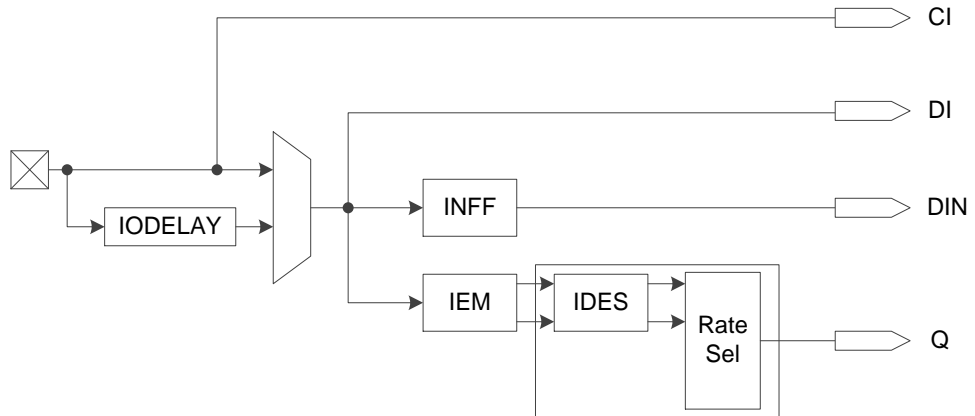 CI
DI
IODELAY
INFF
DIN
IEM
IDES
Rate
Sel
Q